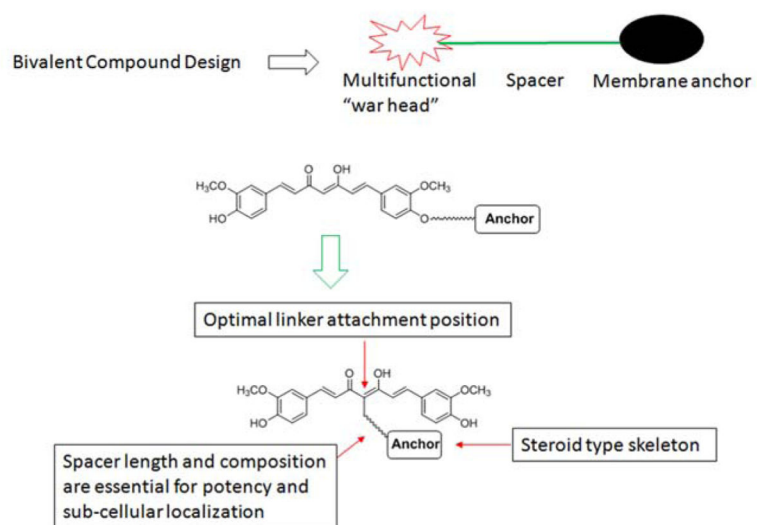 Bivalent Compound Design
Multifunctional
“war head”
Spacer
Membrane anchor
O
OH
H₃CO
OCH₃
HO
O
Anchor
Optimal linker attachment position
O
OH
H₃CO
OCH₃
HO
OH
Anchor
Steroid type skeleton
Spacer length and composition
are essential for potency and
sub-cellular localization